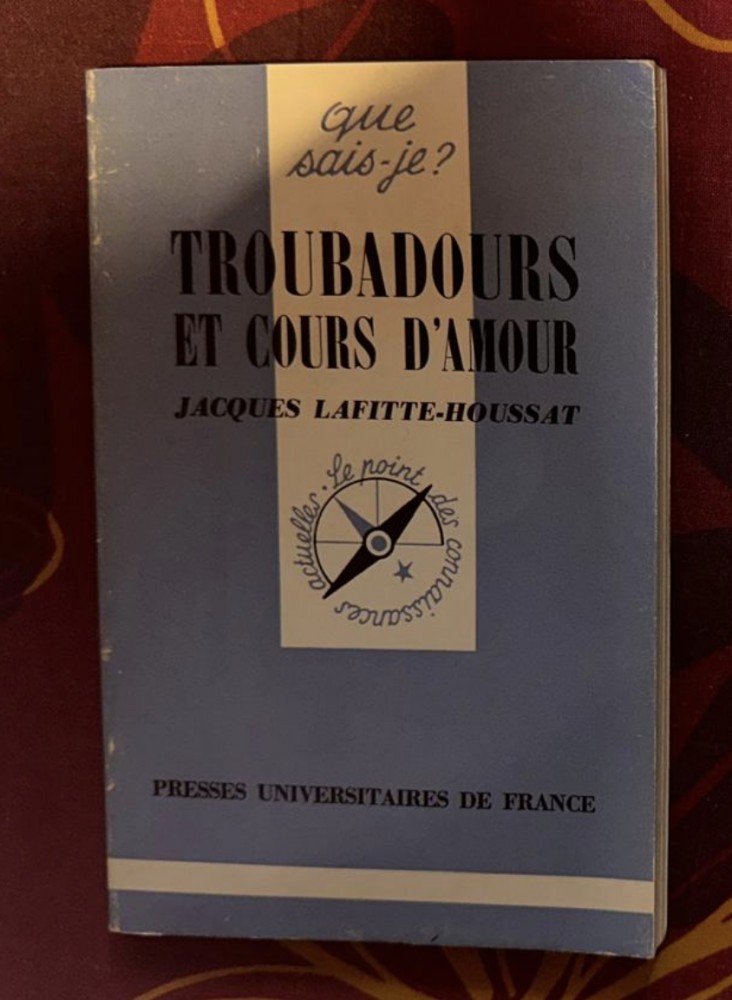 que
sais-je?
TROUBADOURS
ET COURS D'AMOUR
JACQUES LAFITTE-HOUSSAT
Le point des connaissances actuelles.
PRESSES UNIVERSITAIRES DE FRANCE